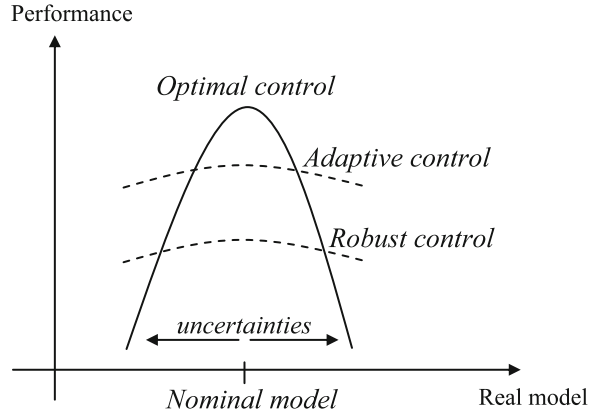 Performance
Optimal control
Adaptive control
Robust control
uncertainties
Nominal model
Real model